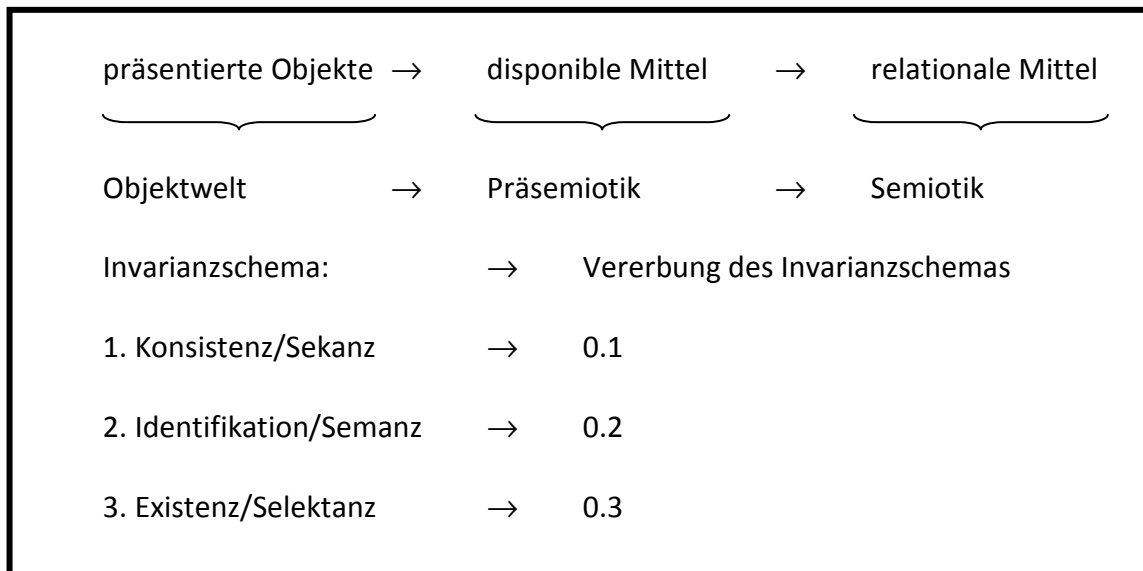 präsentierte Objekte → disponible Mittel → relationale Mittel
Objektwelt → Präsemiotik → Semiotik
Invarianzschema: → Vererbung des Invarianzschemas
1. Konsistenz/Sekanz → 0.1
2. Identifikation/Semanz → 0.2
3. Existenz/Selektanz → 0.3